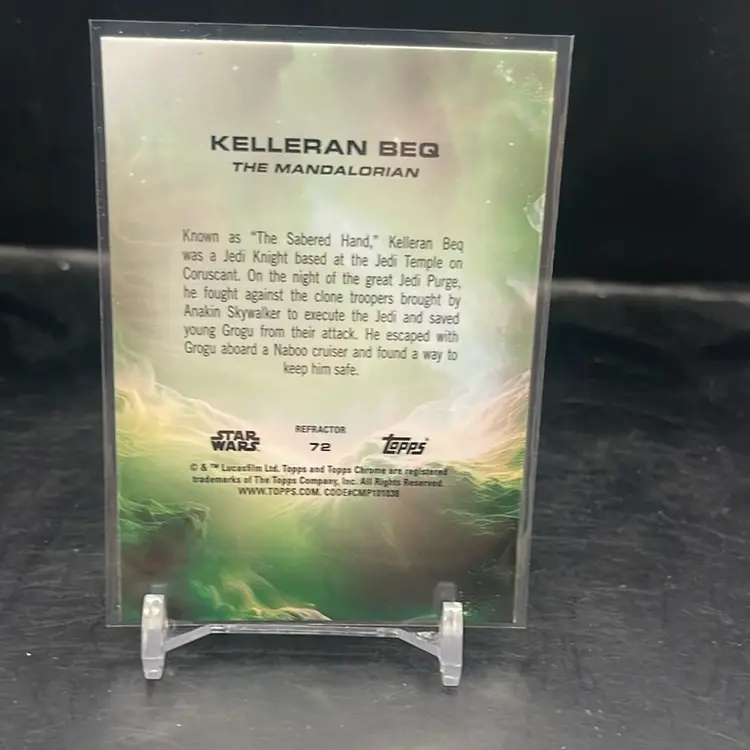 KELLERAN BEQ
THE MANDALORIAN
Known as "The Sabered Hand," Kelleran Beq
was a Jedi Knight based at the Jedi Temple on
Coruscant. On the night of the great Jedi Purge,
he fought against the clone troopers brought by
Anakin Skywalker to execute the Jedi and saved
young Grogu from their attack. He escaped with
Grogu aboard a Naboo cruiser and found a way to
keep him safe.
STAR
WARS
REFRACTOR
72
topps
© & ™ Lucasfilm Ltd. Topps and Topps Chrome are registered
trademarks of The Topps Company, Inc. All Rights Reserved.
WWW.TOPPS.COM. CODE#CMP101838